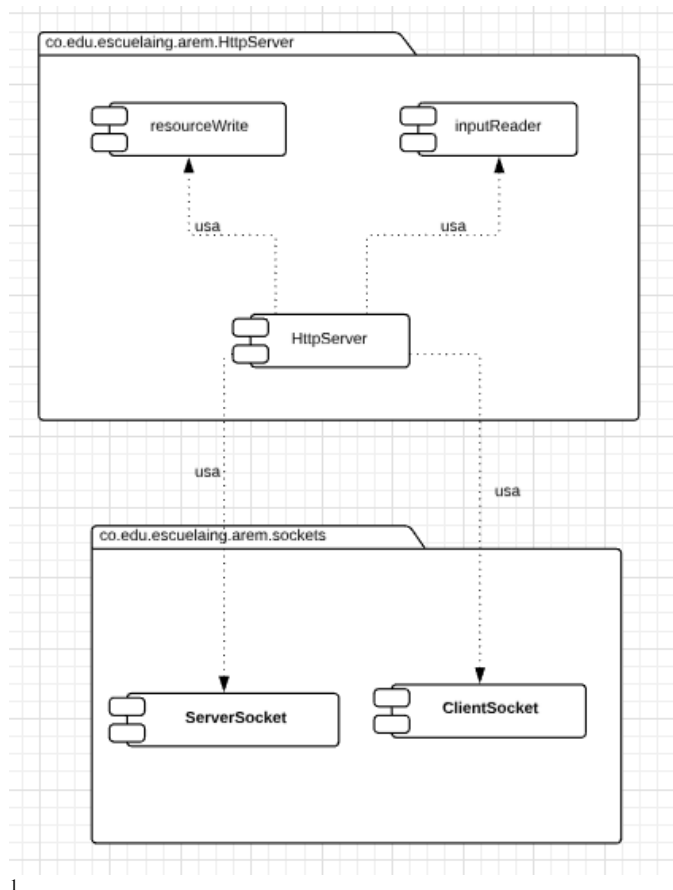 co.edu.escuelaing.arem.HttpServer
resourceWrite
inputReader
usa
usa
HttpServer
usa
usa
co.edu.escuelaing.arem.sockets
ServerSocket
ClientSocket
1